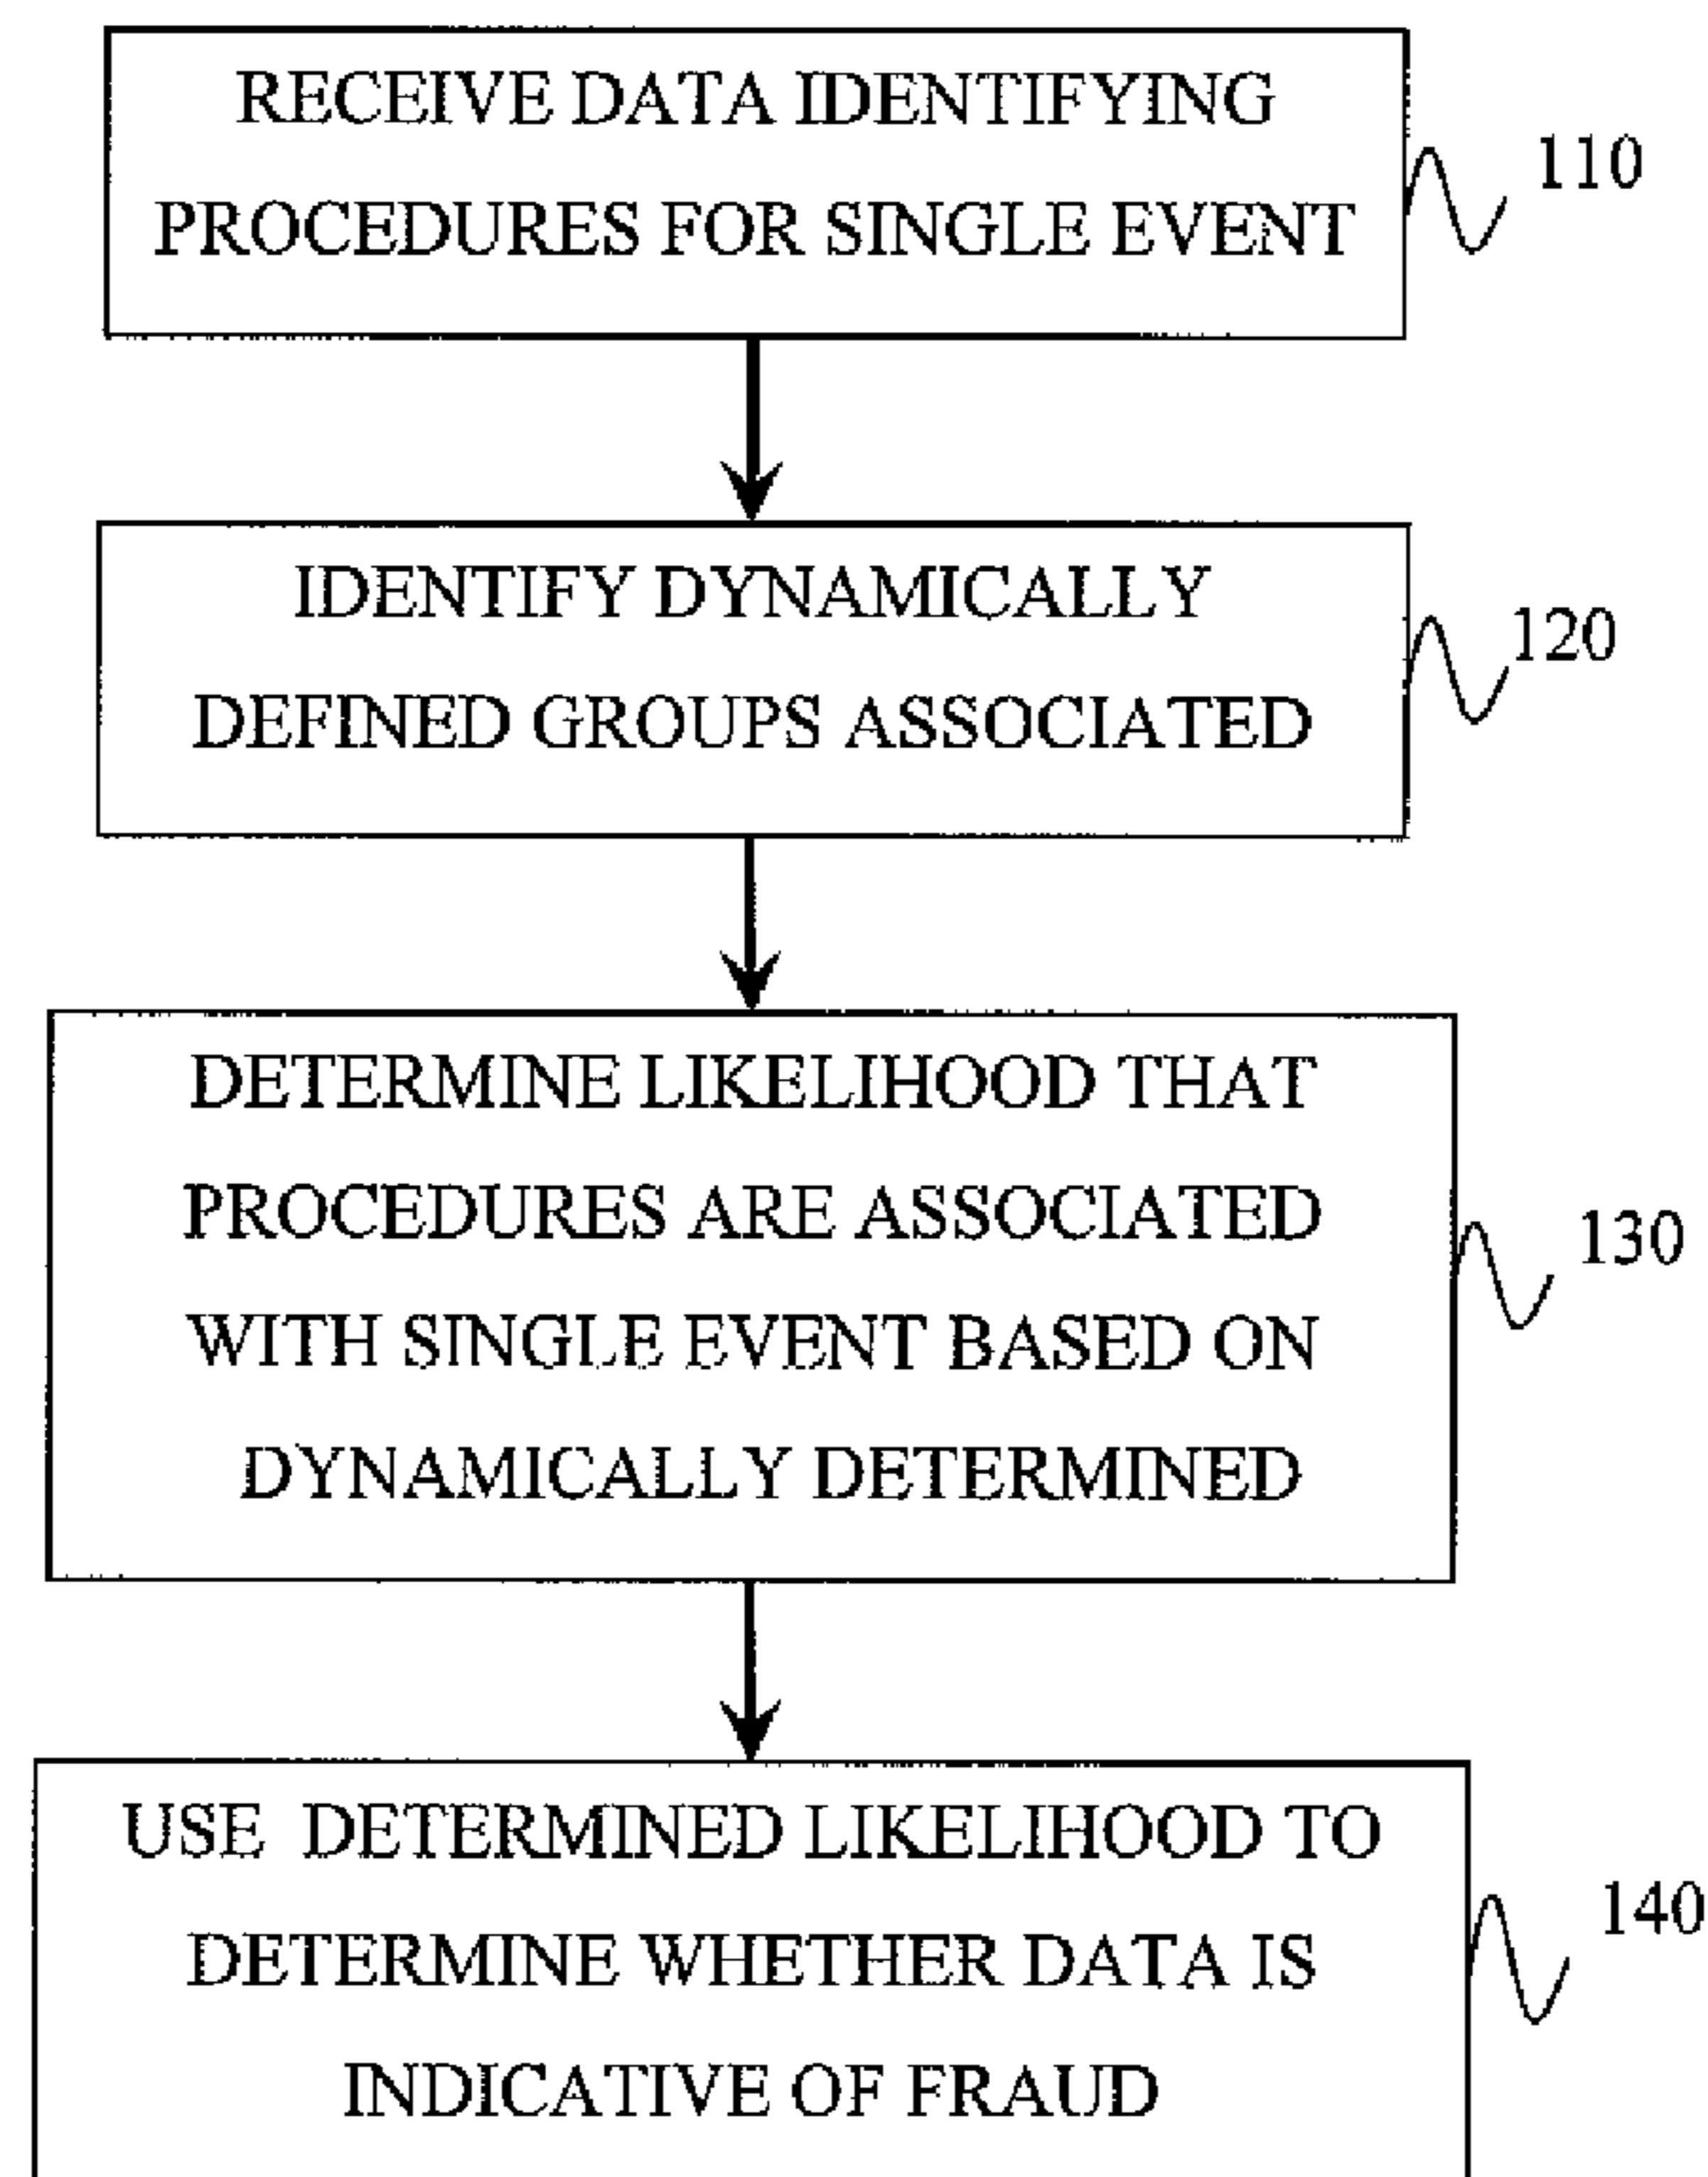 RECEIVE DATA IDENTIFYING
PROCEDURES FOR SINGLE EVENT
110
IDENTIFY DYNAMICALLY
DEFINED GROUPS ASSOCIATED
120
DETERMINE LIKELIHOOD THAT
PROCEDURES ARE ASSOCIATED
WITH SINGLE EVENT BASED ON
DYNAMICALLY DETERMINED
130
USE DETERMINED LIKELIHOOD TO
DETERMINE WHETHER DATA IS
INDICATIVE OF FRAUD
140